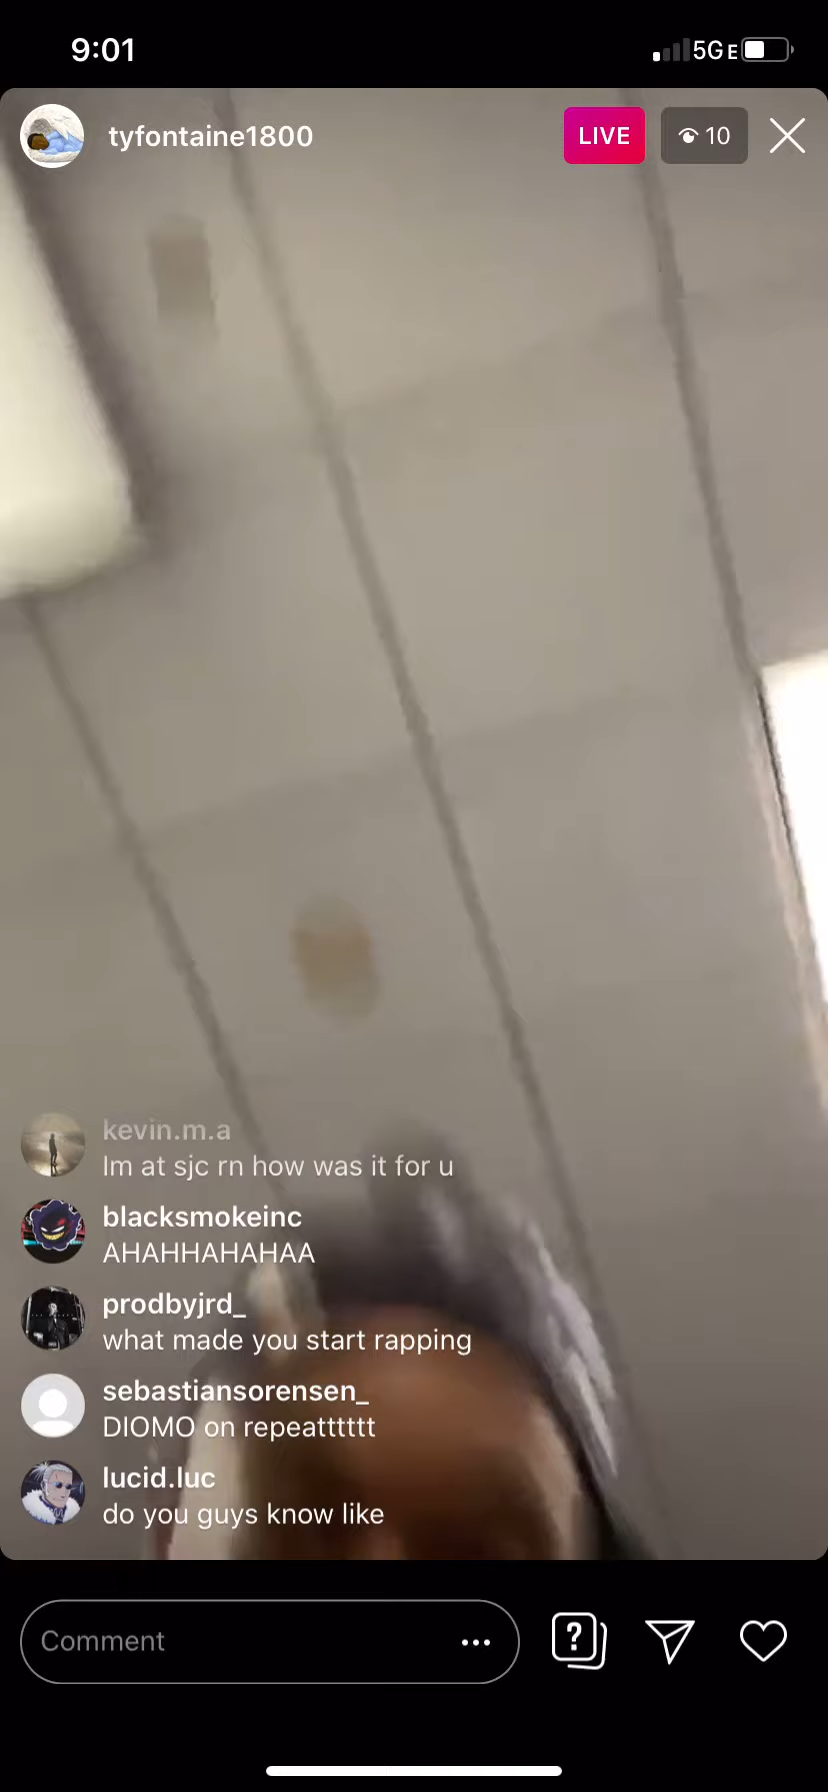 9:01
5GE
tyfontaine1800
LIVE
10
kevin.m.a
Im at sjc rn how was it for u
blacksmokeinc
AHAHHAHAHAA
prodbyjrd_
what made you start rapping
sebastiansorensen_
DIOMO on repeatttttt
lucid.luc
do you guys know like
Comment
?